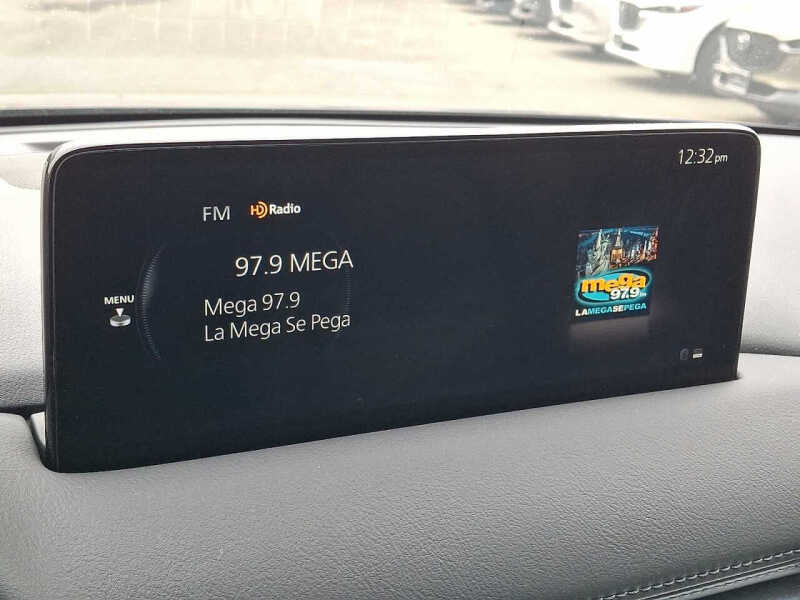 12:32 pm
FM HD Radio
97.9 MEGA
MENU
Mega 97.9
La Mega Se Pega
mega
97.9
LAMEGASEPEGA